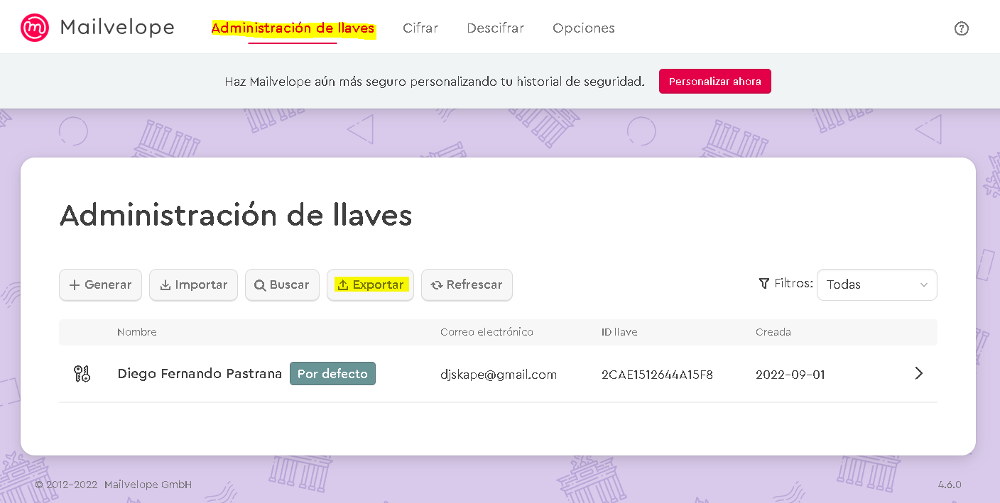 Mailvelope Administración de llaves Cifrar Descifrar Opciones ?
Haz Mailvelope aún más seguro personalizando tu historial de seguridad. Personalizar ahora
Administración de llaves
Generar Importar Buscar Exportar Refrescar Filtros: Todas
Nombre Correo electrónico ID llave Creada
Diego Fernando Pastrana Por defecto djskape@gmail.com 2CAE1512644A15F8 2022-09-01
© 2012-2022 Mailvelope GmbH 4.6.0